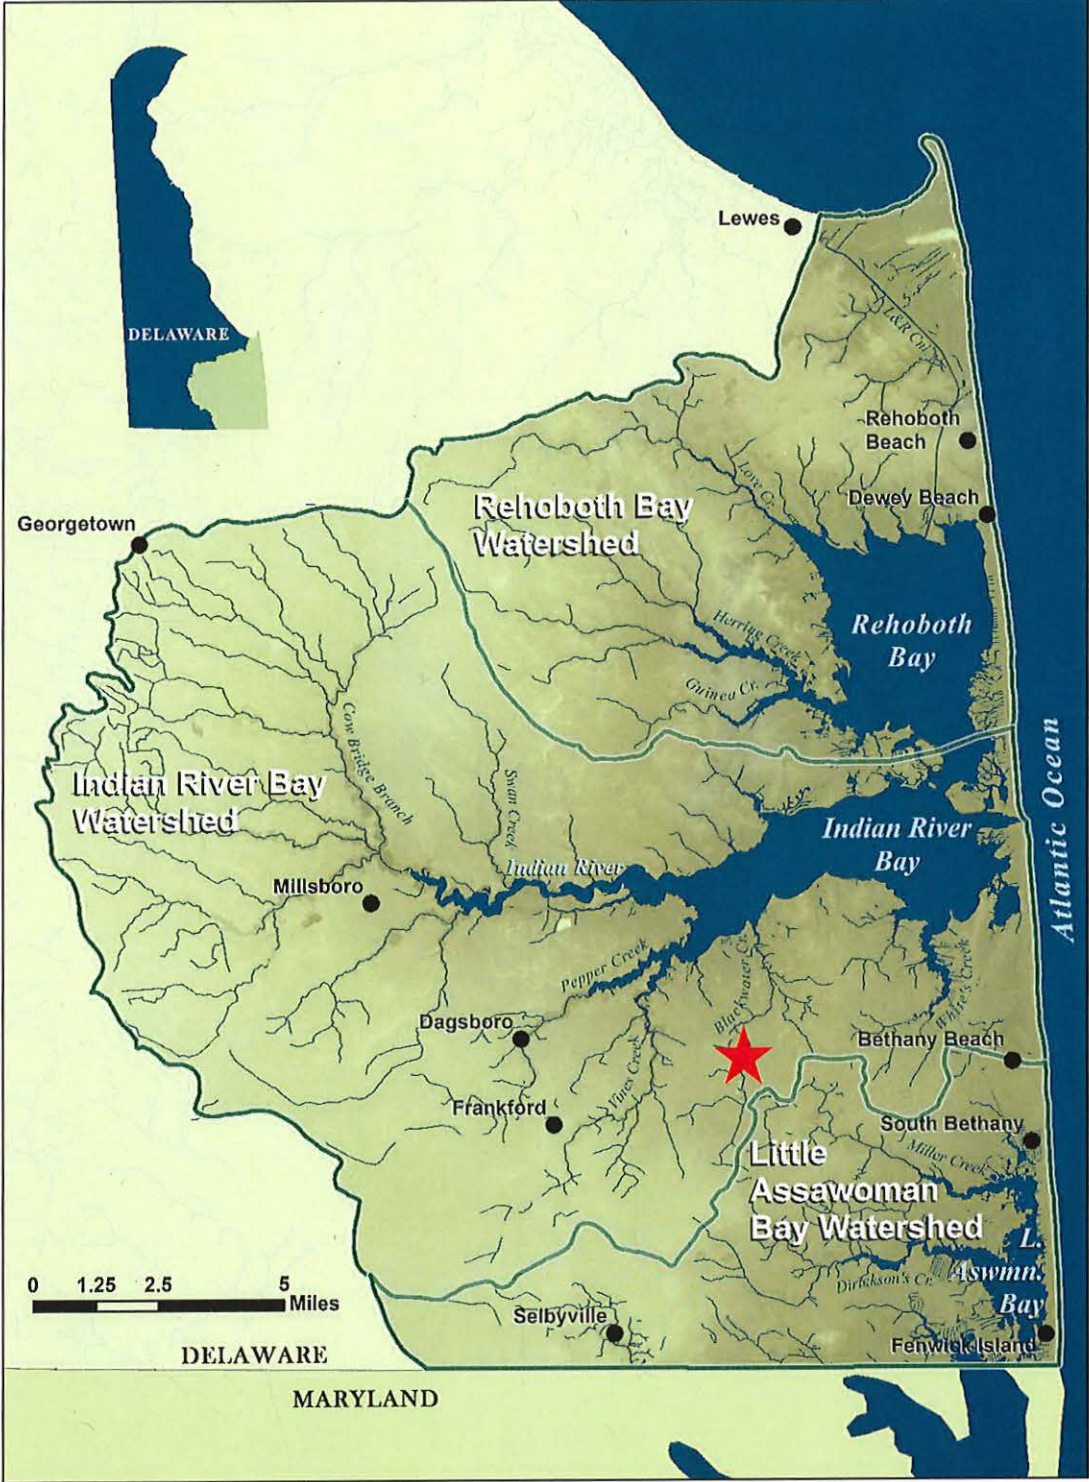 Lewes
DELAWARE
L&R Cnl
Rehoboth
Beach
Love Cr.
Dewey Beach
Rehoboth Bay
Watershed
Georgetown
Herring Creek
Rehoboth
Bay
Guinea Cr.
Cow Bridge Branch
Swan Creek
Indian River Bay
Watershed
Atlantic Ocean
Indian River
Bay
Indian River
Millsboro
Pepper Creek
Blackwater Cr.
White's Creek
Dagsboro
Bethany Beach
Vines Creek
Frankford
South Bethany
Miller Creek
Little
Assawoman
Bay Watershed
L.
Aswmn.
Bay
Dirickson's Cr.
0 1.25 2.5 5
Miles
Selbyville
Fenwick Island
DELAWARE
MARYLAND